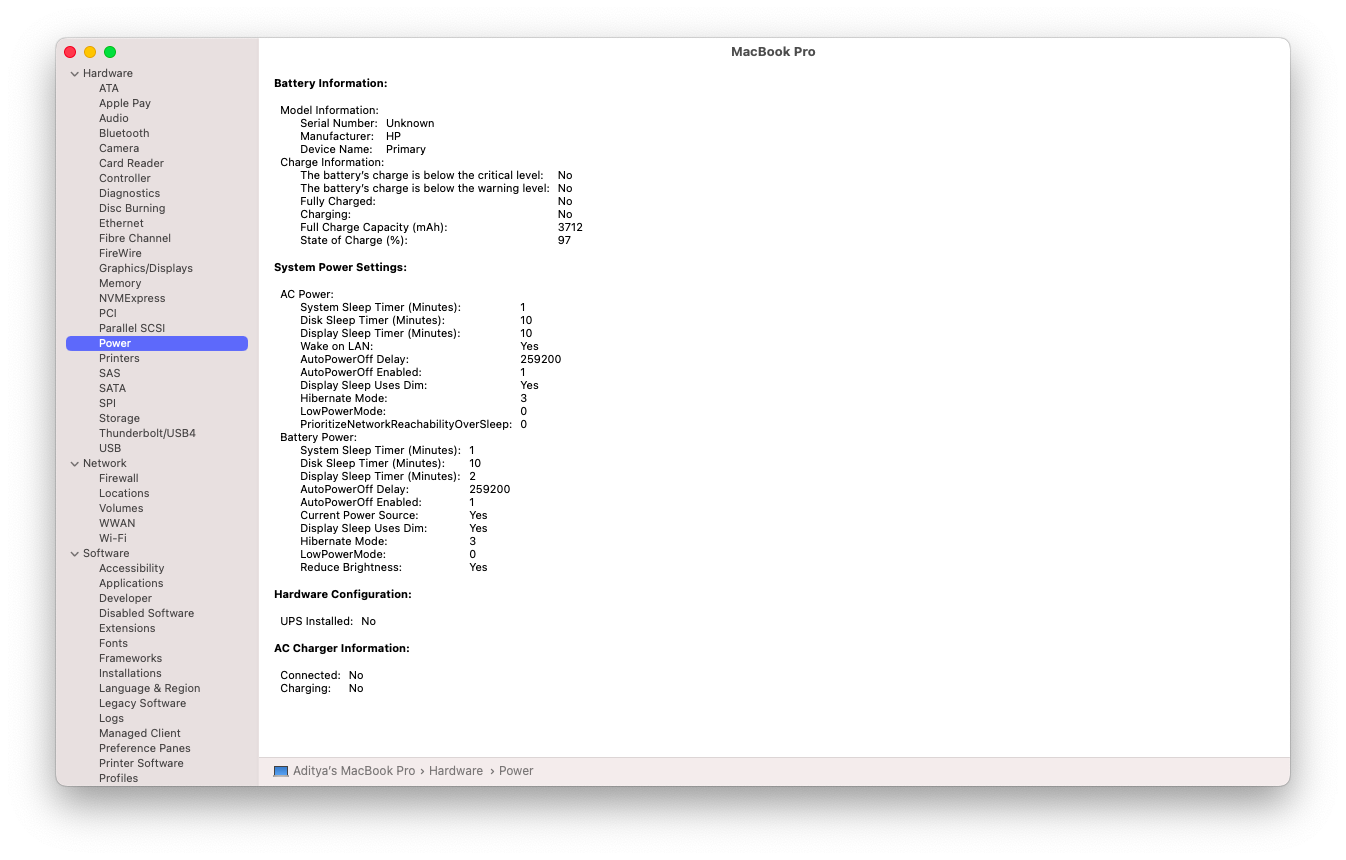 MacBook Pro
Hardware
ATA
Apple Pay
Audio
Bluetooth
Camera
Card Reader
Controller
Diagnostics
Disc Burning
Ethernet
Fibre Channel
FireWire
Graphics/Displays
Memory
NVMExpress
PCI
Parallel SCSI
Power
Printers
SAS
SATA
SPI
Storage
Thunderbolt/USB4
USB
Network
Firewall
Locations
Volumes
WWAN
Wi-Fi
Software
Accessibility
Applications
Developer
Disabled Software
Extensions
Fonts
Frameworks
Installations
Language & Region
Legacy Software
Logs
Managed Client
Preference Panes
Printer Software
Profiles
Battery Information:
Model Information:
Serial Number: Unknown
Manufacturer: HP
Device Name: Primary
Charge Information:
The battery’s charge is below the critical level: No
The battery’s charge is below the warning level: No
Fully Charged: No
Charging: No
Full Charge Capacity (mAh): 3712
State of Charge (%): 97
System Power Settings:
AC Power:
System Sleep Timer (Minutes): 1
Disk Sleep Timer (Minutes): 10
Display Sleep Timer (Minutes): 10
Wake on LAN: Yes
AutoPowerOff Delay: 259200
AutoPowerOff Enabled: 1
Display Sleep Uses Dim: Yes
Hibernate Mode: 3
LowPowerMode: 0
PrioritizeNetworkReachabilityOverSleep: 0
Battery Power:
System Sleep Timer (Minutes): 1
Disk Sleep Timer (Minutes): 10
Display Sleep Timer (Minutes): 2
AutoPowerOff Delay: 259200
AutoPowerOff Enabled: 1
Current Power Source: Yes
Display Sleep Uses Dim: Yes
Hibernate Mode: 3
LowPowerMode: 0
Reduce Brightness: Yes
Hardware Configuration:
UPS Installed: No
AC Charger Information:
Connected: No
Charging: No
Aditya's MacBook Pro › Hardware › Power